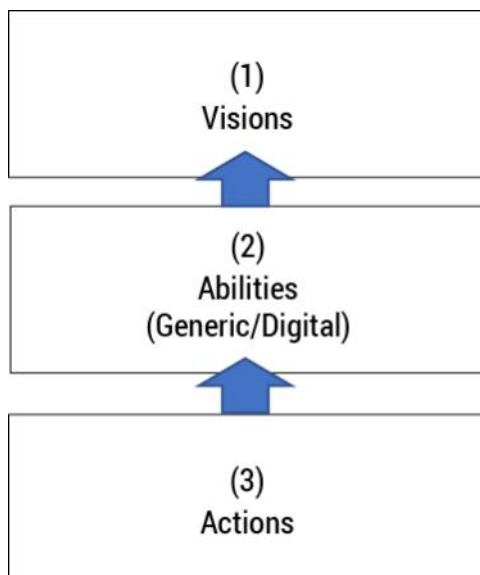 (1)
Visions
(2)
Abilities
(Generic/Digital)
(3)
Actions